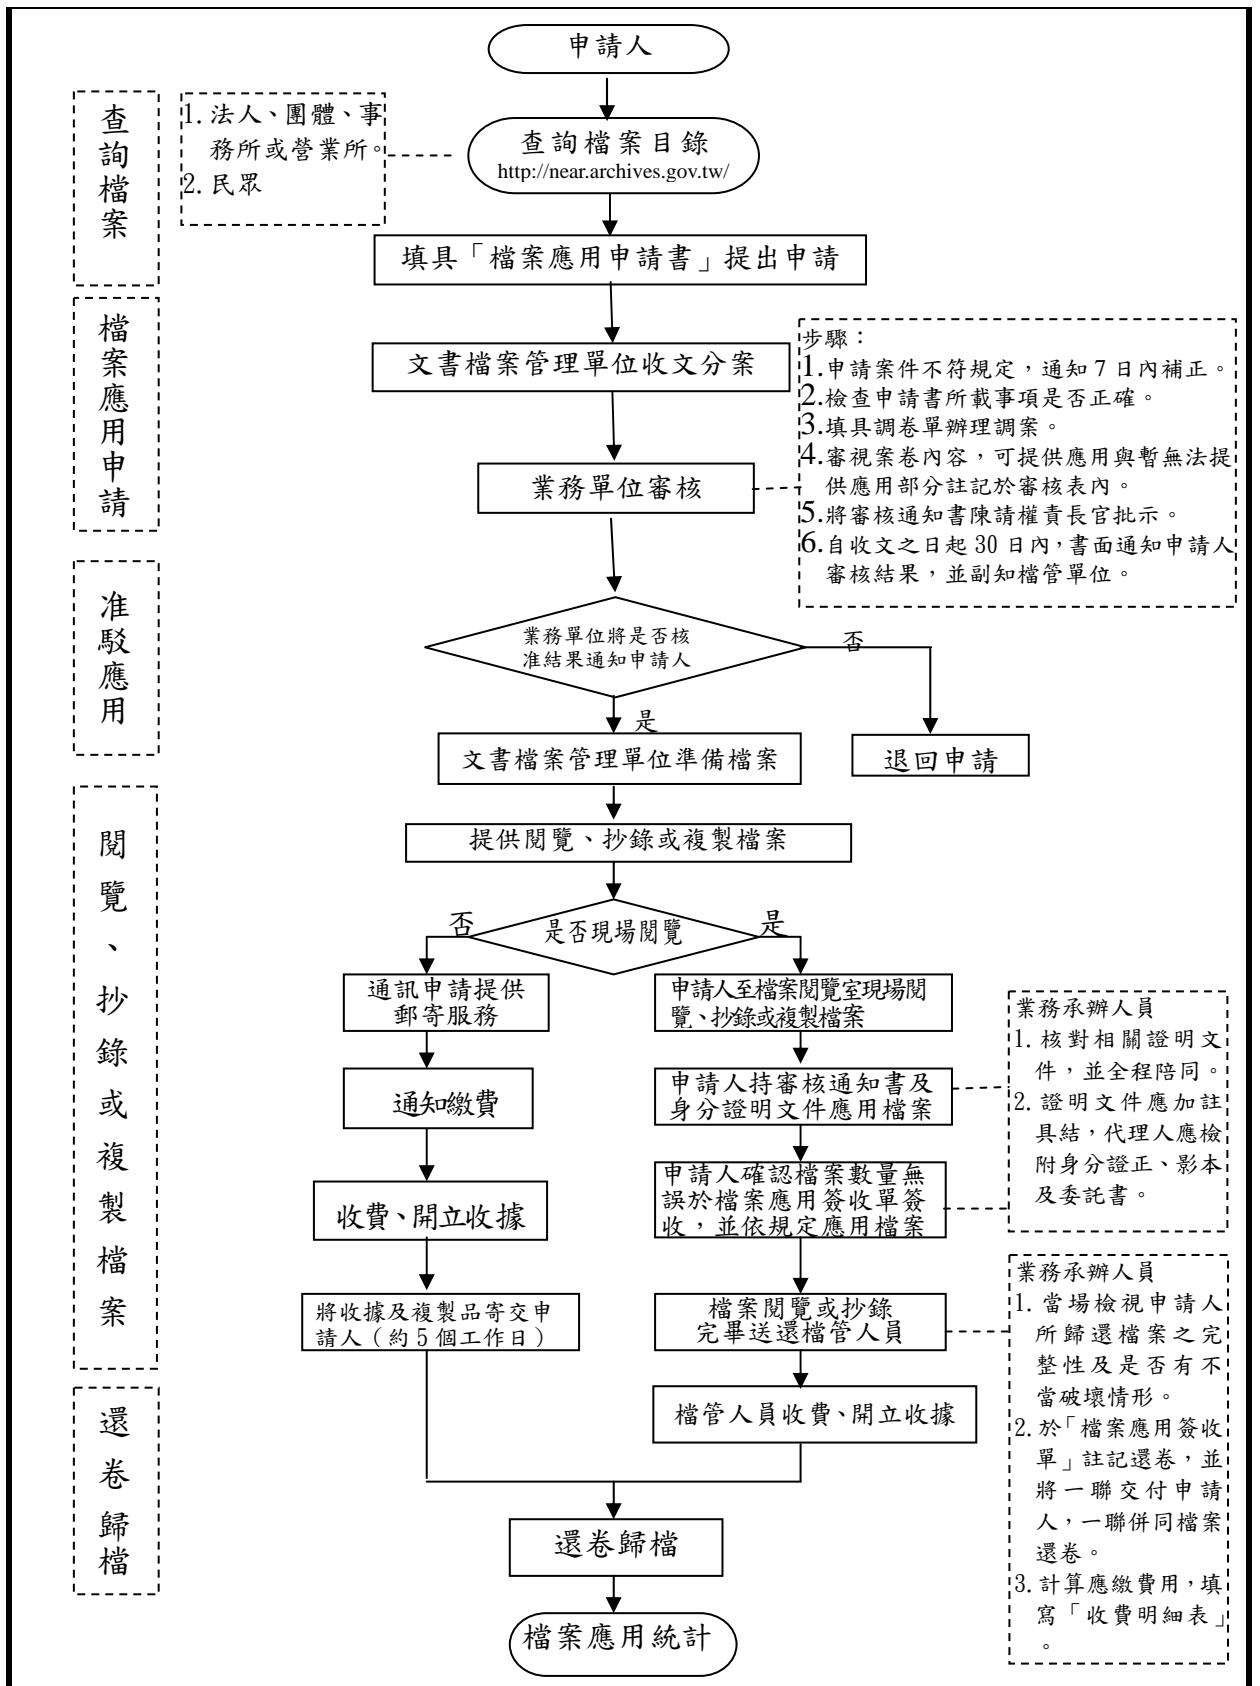 申請人
查詢檔案
1. 法人、團體、事
務所或營業所。
2. 民眾
查詢檔案目錄
http://near.archives.gov.tw/
填具「檔案應用申請書」提出申請
檔案應用申請
文書檔案管理單位收文分案
步驟：
1.申請案件不符規定，通知 7 日內補正。
2.檢查申請書所載事項是否正確。
3.填具調卷單辦理調案。
4.審視案卷內容，可提供應用與暫無法提
供應用部分註記於審核表內。
5.將審核通知書陳請權責長官批示。
6.自收文之日起 30 日內，書面通知申請人
審核結果，並副知檔管單位。
業務單位審核
准駁應用
業務單位將是否核
准結果通知申請人
否
是
文書檔案管理單位準備檔案
退回申請
閱覽、抄錄或複製檔案
提供閱覽、抄錄或複製檔案
否
是否現場閱覽
是
通訊申請提供
郵寄服務
通知繳費
收費、開立收據
將收據及複製品寄交申
請人（約 5 個工作日）
申請人至檔案閱覽室現場閱
覽、抄錄或複製檔案
申請人持審核通知書及
身分證明文件應用檔案
申請人確認檔案數量無
誤於檔案應用簽收單簽
收，並依規定應用檔案
業務承辦人員
1. 核對相關證明文
件，並全程陪同。
2. 證明文件應加註
具結，代理人應檢
附身分證正、影本
及委託書。
檔案閱覽或抄錄
完畢送還檔管人員
檔管人員收費、開立收據
業務承辦人員
1. 當場檢視申請人
所歸還檔案之完
整性及是否有不
當破壞情形。
2. 於「檔案應用簽收
單」註記還卷，並
將一聯交付申請
人，一聯併同檔案
還卷。
3. 計算應繳費用，填
寫「收費明細表」
。
還卷歸檔
還卷歸檔
檔案應用統計